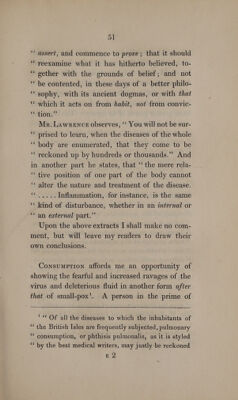 51
" assert, and commence to prove; that it should
" reexamine what it has hitherto believed, to-
" gether with the grounds of belief; and not
" be contented, in these days of a better philo-
" sophy, with its ancient dogmas, or with that
" which it acts on from habit, not from convic-
" tion."
MR. LAWRENCE observes, " You will not be sur-
" prised to learn, when the diseases of the whole
" body are enumerated, that they come to be
" reckoned up by hundreds or thousands." And
in another part he states, that " the mere rela-
" tive position of one part of the body cannot
" alter the nature and treatment of the disease.
" ..... Inflammation, for instance, is the same
" kind of disturbance, whether in an internal or
" an external part."
Upon the above extracts I shall make no com-
ment, but will leave my readers to draw their
own conclusions.
CONSUMPTION affords me an opportunity of
showing the fearful and increased ravages of the
virus and deleterious fluid in another form after
that of small-pox¹. A person in the prime of
¹ " Of all the diseases to which the inhabitants of
" the British Isles are frequently subjected, pulmonary
" consumption, or phthisis pulmonalis, as it is styled
" by the best medical writers, may justly be reckoned
E 2